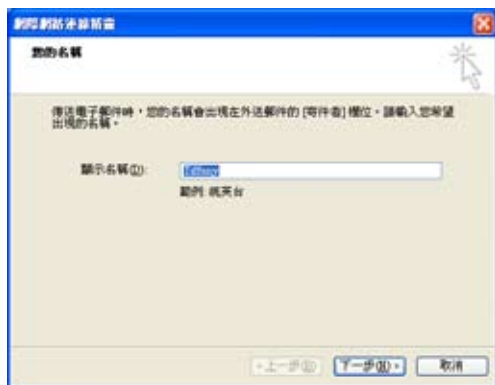 網際網路連線精靈
您的名稱
傳送電子郵件時，您的名稱會出現在外送郵件的 [寄件者] 欄位。請輸入您希望
出現的名稱。
顯示名稱(D):
範例: 祝英台
<上一步(B)
下一步(N)>
取消